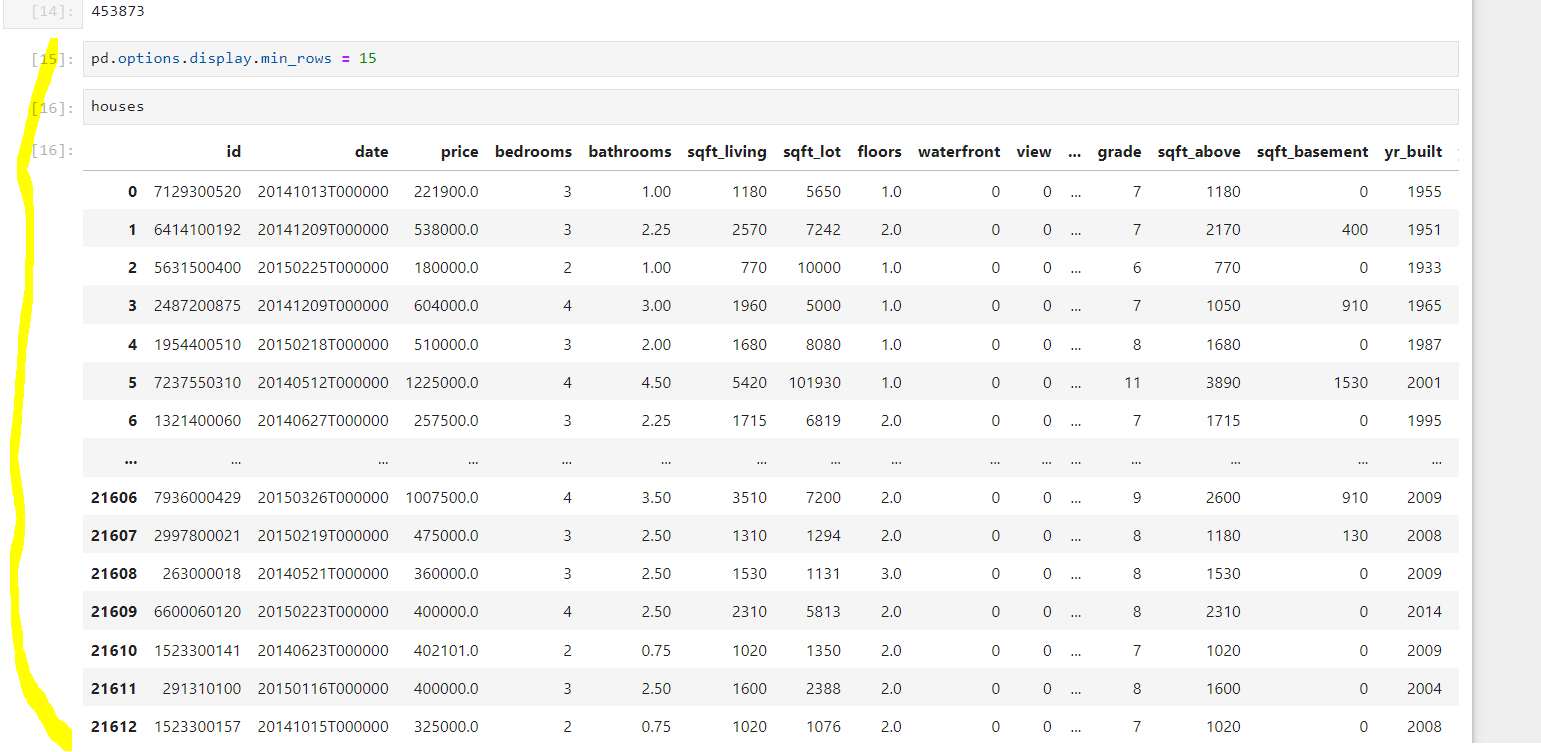 [14]: 453873
[15]: pd.options.display.min_rows = 15
[16]: houses
[16]:
id date price bedrooms bathrooms sqft_living sqft_lot floors waterfront view ... grade sqft_above sqft_basement yr_built
0 7129300520 20141013T000000 221900.0 3 1.00 1180 5650 1.0 0 0 ... 7 1180 0 1955
1 6414100192 20141209T000000 538000.0 3 2.25 2570 7242 2.0 0 0 ... 7 2170 400 1951
2 5631500400 20150225T000000 180000.0 2 1.00 770 10000 1.0 0 0 ... 6 770 0 1933
3 2487200875 20141209T000000 604000.0 4 3.00 1960 5000 1.0 0 0 ... 7 1050 910 1965
4 1954400510 20150218T000000 510000.0 3 2.00 1680 8080 1.0 0 0 ... 8 1680 0 1987
5 7237550310 20140512T000000 1225000.0 4 4.50 5420 101930 1.0 0 0 ... 11 3890 1530 2001
6 1321400060 20140627T000000 257500.0 3 2.25 1715 6819 2.0 0 0 ... 7 1715 0 1995
... ... ... ... ... ... ... ... ... ... ... ... ... ... ... ...
21606 7936000429 20150326T000000 1007500.0 4 3.50 3510 7200 2.0 0 0 ... 9 2600 910 2009
21607 2997800021 20150219T000000 475000.0 3 2.50 1310 1294 2.0 0 0 ... 8 1180 130 2008
21608 263000018 20140521T000000 360000.0 3 2.50 1530 1131 3.0 0 0 ... 8 1530 0 2009
21609 6600060120 20150223T000000 400000.0 4 2.50 2310 5813 2.0 0 0 ... 8 2310 0 2014
21610 1523300141 20140623T000000 402101.0 2 0.75 1020 1350 2.0 0 0 ... 7 1020 0 2009
21611 291310100 20150116T000000 400000.0 3 2.50 1600 2388 2.0 0 0 ... 8 1600 0 2004
21612 1523300157 20141015T000000 325000.0 2 0.75 1020 1076 2.0 0 0 ... 7 1020 0 2008